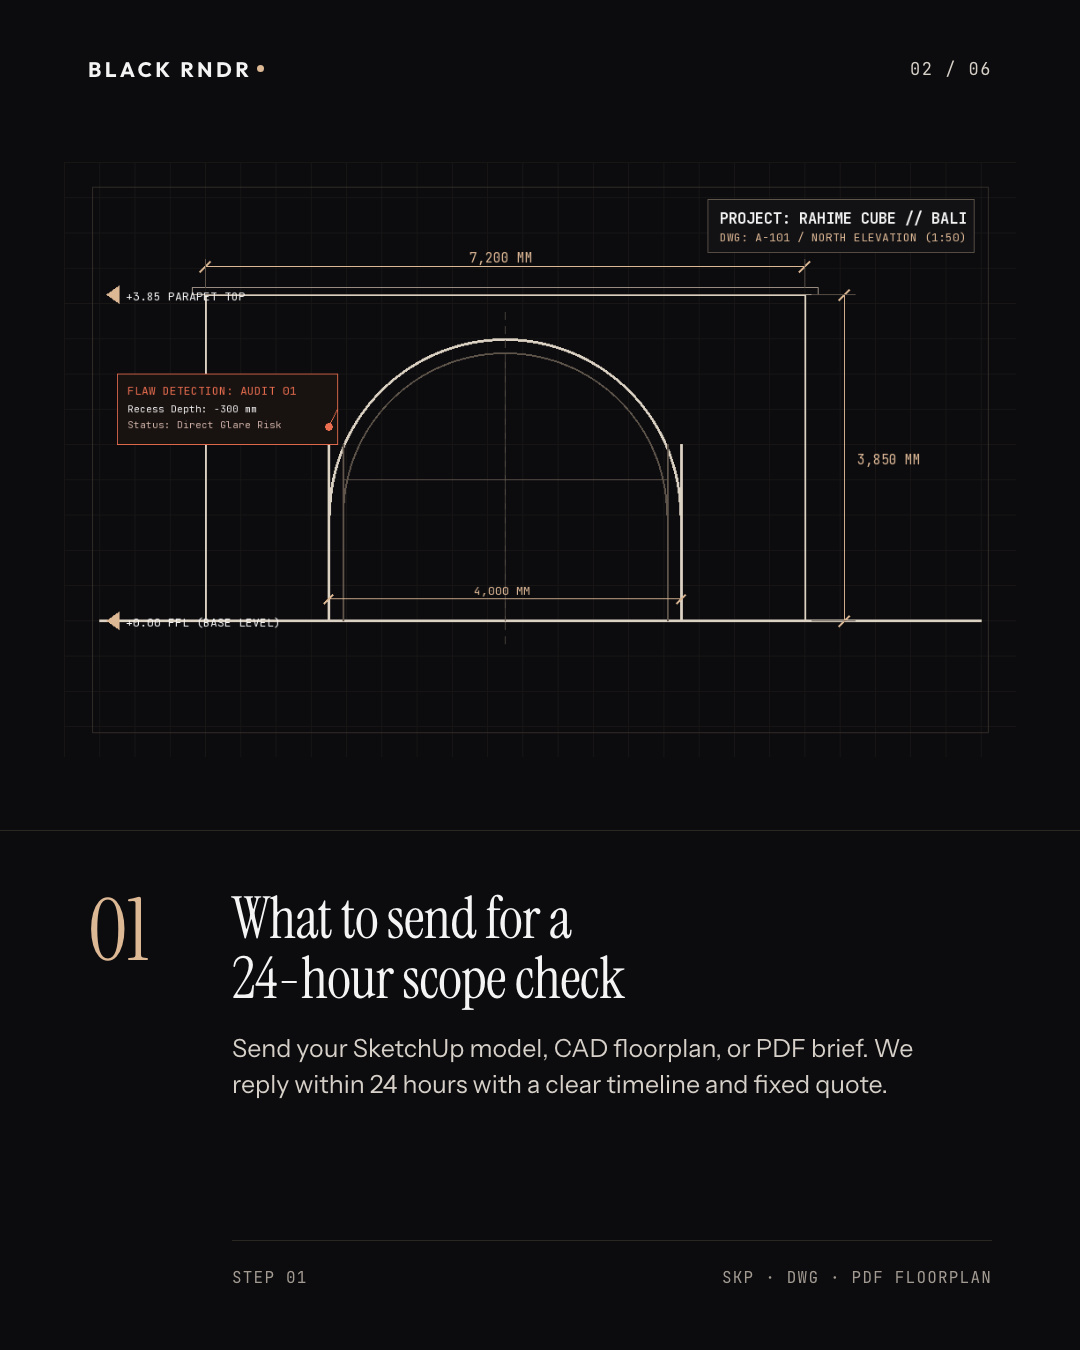 BLACK RNDR
02 / 06
PROJECT: RAHIME CUBE // BALI
DWG: A-101 / NORTH ELEVATION (1:50)
7,200 MM
+3.85 PARAPET TOP
FLAW DETECTION: AUDIT 01
Recess Depth: -300 mm
Status: Direct Glare Risk
3,850 MM
4,000 MM
+0.00 FFL (BASE LEVEL)
01
What to send for a
24-hour scope check
Send your SketchUp model, CAD floorplan, or PDF brief. We
reply within 24 hours with a clear timeline and fixed quote.
STEP 01
SKP · DWG · PDF FLOORPLAN